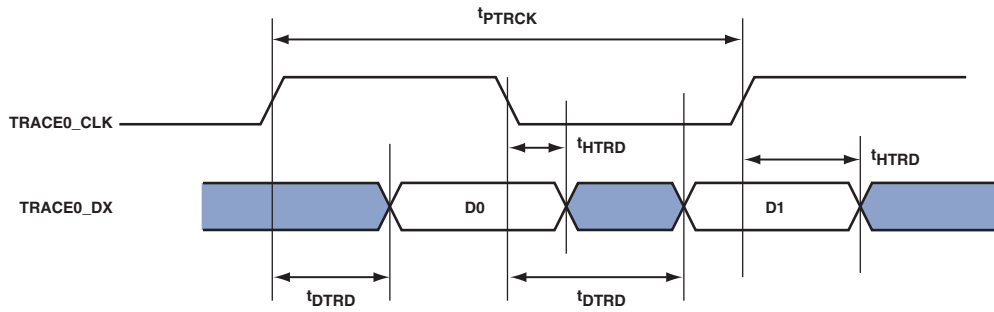 tPTRCK
TRACE0_CLK
tHTRD
tHTRD
TRACE0_DX
D0
D1
tDTRD
tDTRD